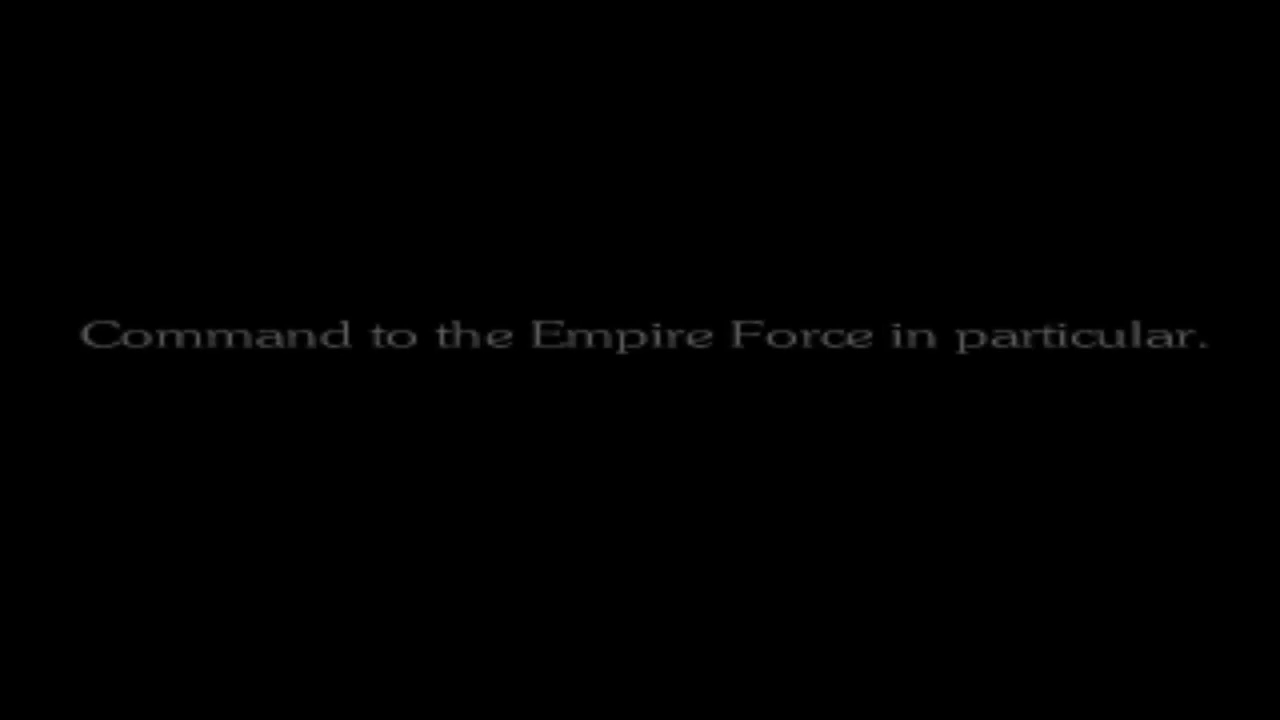 Command to the Empire Force in particular.